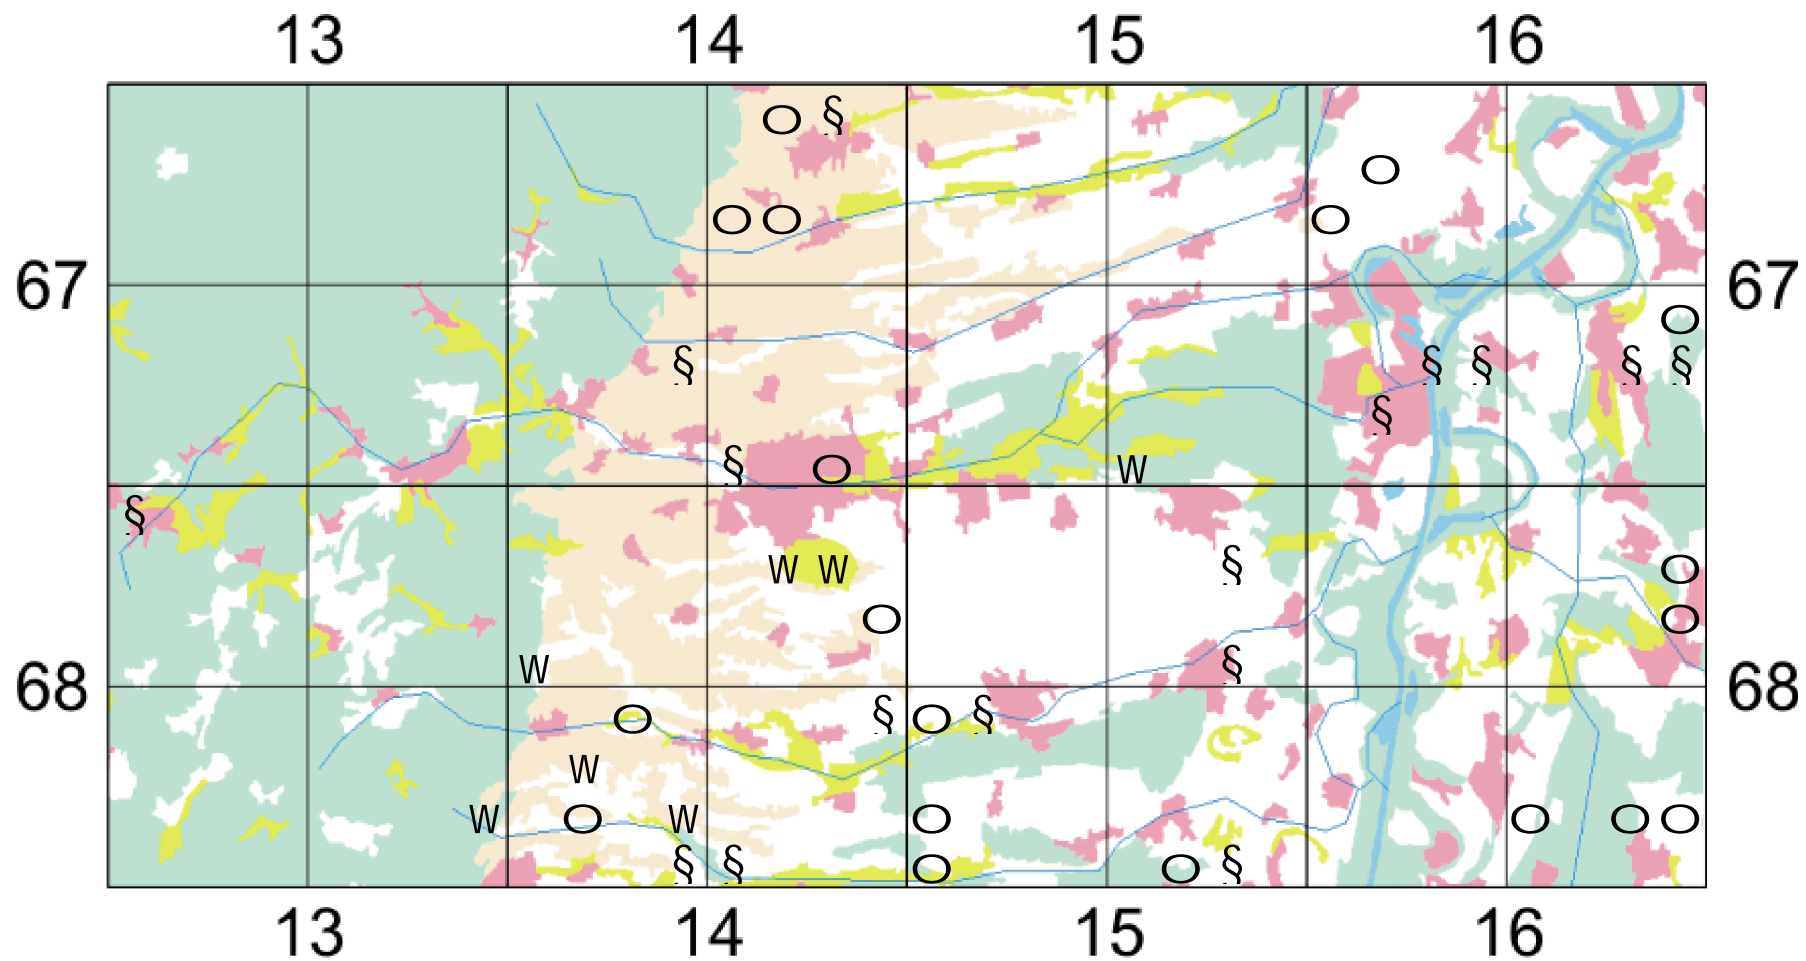 13 14 15 16
O §
O
O O O
67 67
O
§ § § § §
§
§ O W
§
W W § O
O O
W §
68 68
O § O § 
W
W O W O O O O
§ § O O §
13 14 15 16